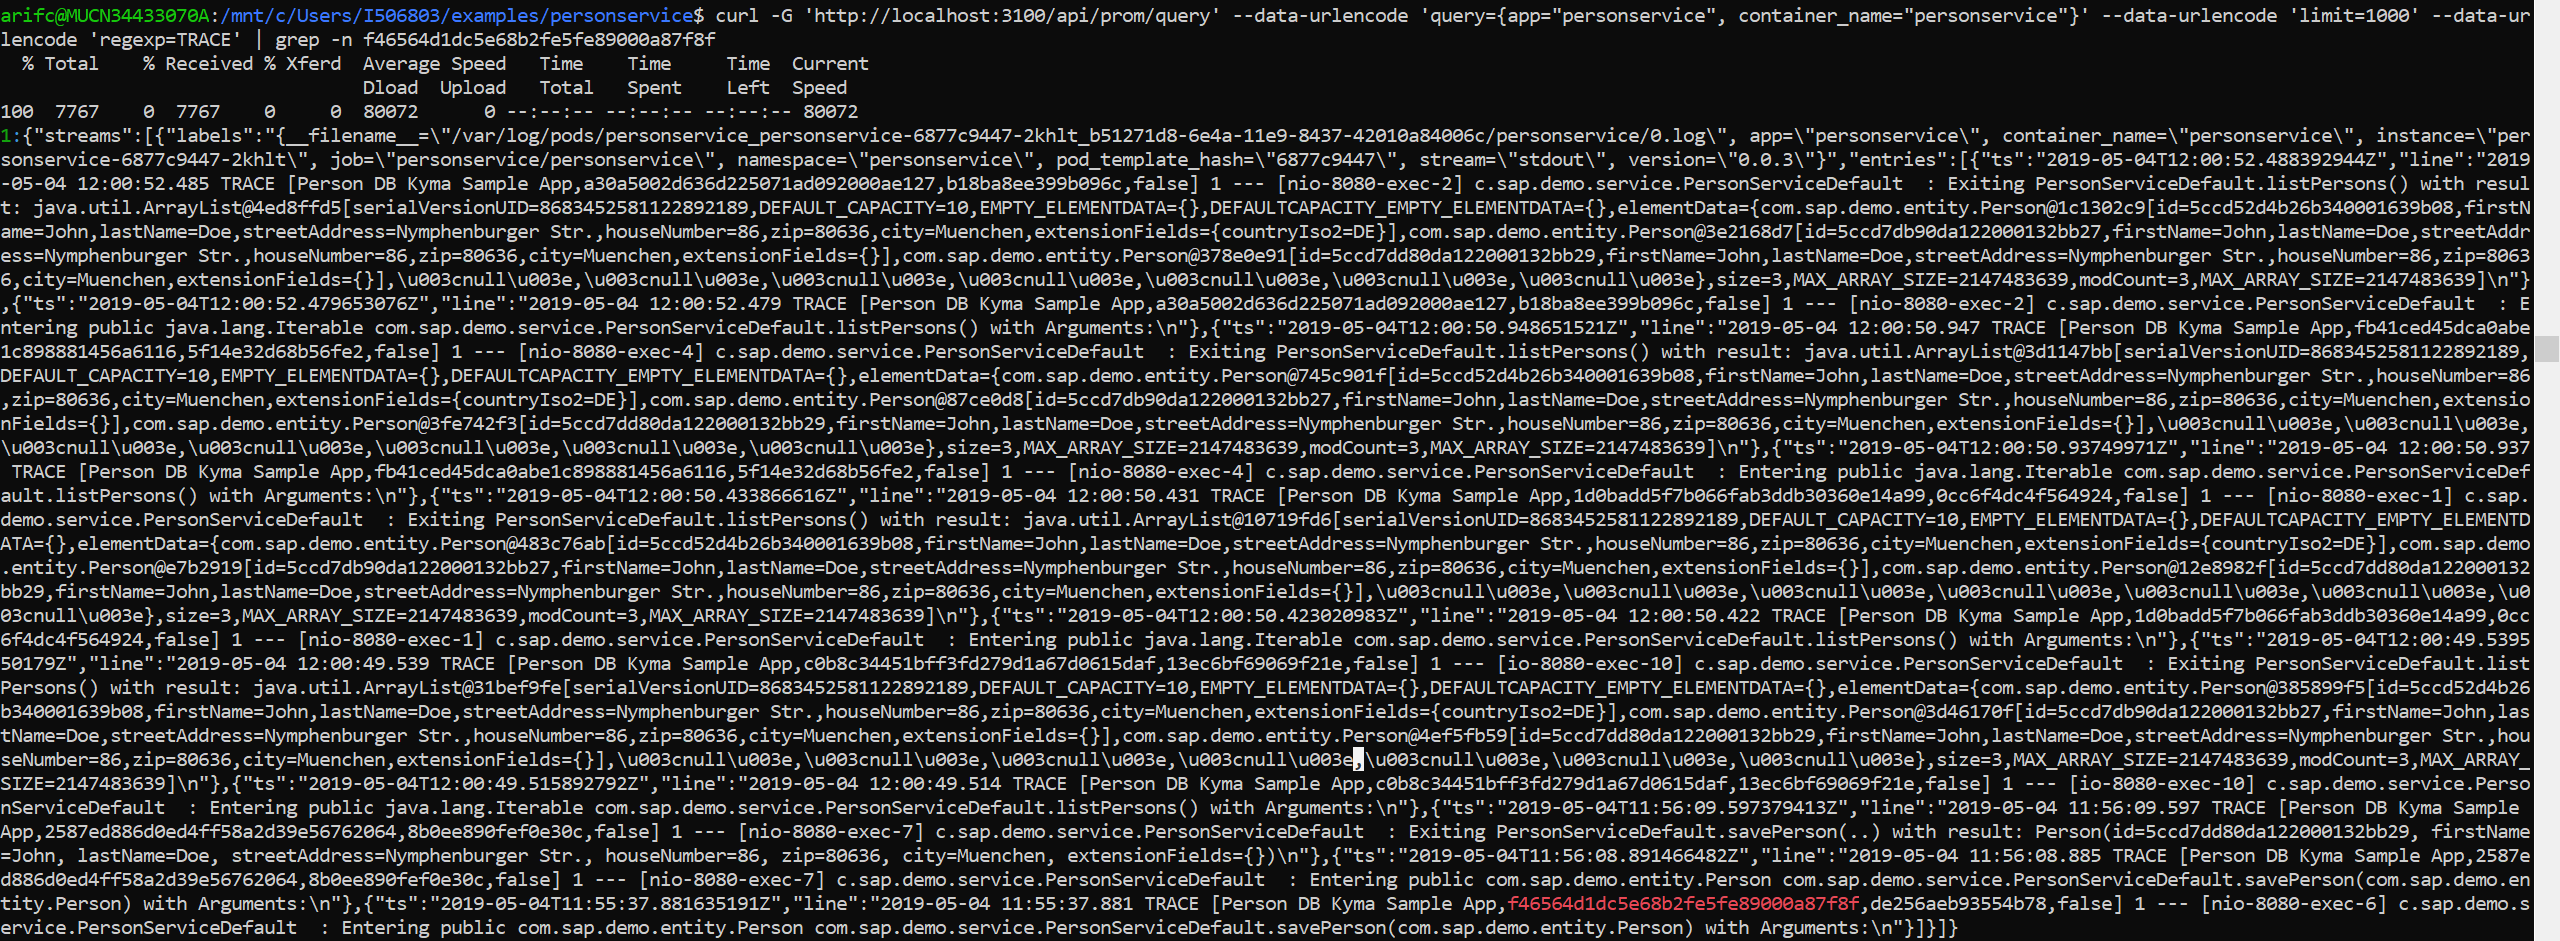 arifc@MUCN34433070A:/mnt/c/Users/I506803/examples/personservice$ curl -G 'http://localhost:3100/api/prom/query' --data-urlencode 'query={app="personservice", container_name="personservice"}' --data-urlencode 'limit=1000' --data-ur
lencode 'regexp=TRACE' | grep -n f46564d1dc5e68b2fe5fe89000a87f8f
  % Total    % Received % Xferd  Average Speed   Time    Time     Time  Current
                                 Dload  Upload   Total   Spent    Left  Speed
100  7767    0  7767    0     0  80072      0 --:--:-- --:--:-- --:--:-- 80072
1:{"streams":[{"labels":"{__filename__=\"/var/log/pods/personservice_personservice-6877c9447-2khlt_b51271d8-6e4a-11e9-8437-42010a84006c/personservice/0.log\", app=\"personservice\", container_name=\"personservice\", instance=\"per
sonservice-6877c9447-2khlt\", job=\"personservice/personservice\", namespace=\"personservice\", pod_template_hash=\"6877c9447\", stream=\"stdout\", version=\"0.0.3\"}","entries":[{"ts":"2019-05-04T12:00:52.488392944Z","line":"2019
-05-04 12:00:52.485 TRACE [Person DB Kyma Sample App,a30a5002d636d225071ad092000ae127,b18ba8ee399b096c,false] 1 --- [nio-8080-exec-2] c.sap.demo.service.PersonServiceDefault  : Exiting PersonServiceDefault.listPersons() with resul
t: java.util.ArrayList@4ed8ffd5[serialVersionUID=8683452581122892189,DEFAULT_CAPACITY=10,EMPTY_ELEMENTDATA={},DEFAULTCAPACITY_EMPTY_ELEMENTDATA={},elementData={com.sap.demo.entity.Person@1c1302c9[id=5ccd52d4b26b340001639b08,firstN
ame=John,lastName=Doe,streetAddress=Nymphenburger Str.,houseNumber=86,zip=80636,city=Muenchen,extensionFields={countryIso2=DE}],com.sap.demo.entity.Person@3e2168d7[id=5ccd7db90da122000132bb27,firstName=John,lastName=Doe,streetAddr
ess=Nymphenburger Str.,houseNumber=86,zip=80636,city=Muenchen,extensionFields={}],com.sap.demo.entity.Person@378e0e91[id=5ccd7dd80da122000132bb29,firstName=John,lastName=Doe,streetAddress=Nymphenburger Str.,houseNumber=86,zip=8063
6,city=Muenchen,extensionFields={}],\u003cnull\u003e,\u003cnull\u003e,\u003cnull\u003e,\u003cnull\u003e,\u003cnull\u003e,\u003cnull\u003e,\u003cnull\u003e},size=3,MAX_ARRAY_SIZE=2147483639,modCount=3,MAX_ARRAY_SIZE=2147483639]\n"}
,{"ts":"2019-05-04T12:00:52.479653076Z","line":"2019-05-04 12:00:52.479 TRACE [Person DB Kyma Sample App,a30a5002d636d225071ad092000ae127,b18ba8ee399b096c,false] 1 --- [nio-8080-exec-2] c.sap.demo.service.PersonServiceDefault  : E
ntering public java.lang.Iterable com.sap.demo.service.PersonServiceDefault.listPersons() with Arguments:\n"},{"ts":"2019-05-04T12:00:50.948651521Z","line":"2019-05-04 12:00:50.947 TRACE [Person DB Kyma Sample App,fb41ced45dca0abe
1c898881456a6116,5f14e32d68b56fe2,false] 1 --- [nio-8080-exec-4] c.sap.demo.service.PersonServiceDefault  : Exiting PersonServiceDefault.listPersons() with result: java.util.ArrayList@3d1147bb[serialVersionUID=8683452581122892189,
DEFAULT_CAPACITY=10,EMPTY_ELEMENTDATA={},DEFAULTCAPACITY_EMPTY_ELEMENTDATA={},elementData={com.sap.demo.entity.Person@745c901f[id=5ccd52d4b26b340001639b08,firstName=John,lastName=Doe,streetAddress=Nymphenburger Str.,houseNumber=86
,zip=80636,city=Muenchen,extensionFields={countryIso2=DE}],com.sap.demo.entity.Person@87ce0d8[id=5ccd7db90da122000132bb27,firstName=John,lastName=Doe,streetAddress=Nymphenburger Str.,houseNumber=86,zip=80636,city=Muenchen,extensio
nFields={}],com.sap.demo.entity.Person@3fe742f3[id=5ccd7dd80da122000132bb29,firstName=John,lastName=Doe,streetAddress=Nymphenburger Str.,houseNumber=86,zip=80636,city=Muenchen,extensionFields={}],\u003cnull\u003e,\u003cnull\u003e,
\u003cnull\u003e,\u003cnull\u003e,\u003cnull\u003e,\u003cnull\u003e,\u003cnull\u003e},size=3,MAX_ARRAY_SIZE=2147483639,modCount=3,MAX_ARRAY_SIZE=2147483639]\n"},{"ts":"2019-05-04T12:00:50.93749971Z","line":"2019-05-04 12:00:50.937
 TRACE [Person DB Kyma Sample App,fb41ced45dca0abe1c898881456a6116,5f14e32d68b56fe2,false] 1 --- [nio-8080-exec-4] c.sap.demo.service.PersonServiceDefault  : Entering public java.lang.Iterable com.sap.demo.service.PersonServiceDef
ault.listPersons() with Arguments:\n"},{"ts":"2019-05-04T12:00:50.433866616Z","line":"2019-05-04 12:00:50.431 TRACE [Person DB Kyma Sample App,1d0badd5f7b066fab3ddb30360e14a99,0cc6f4dc4f564924,false] 1 --- [nio-8080-exec-1] c.sap.
demo.service.PersonServiceDefault  : Exiting PersonServiceDefault.listPersons() with result: java.util.ArrayList@10719fd6[serialVersionUID=8683452581122892189,DEFAULT_CAPACITY=10,EMPTY_ELEMENTDATA={},DEFAULTCAPACITY_EMPTY_ELEMENTD
ATA={},elementData={com.sap.demo.entity.Person@483c76ab[id=5ccd52d4b26b340001639b08,firstName=John,lastName=Doe,streetAddress=Nymphenburger Str.,houseNumber=86,zip=80636,city=Muenchen,extensionFields={countryIso2=DE}],com.sap.demo
.entity.Person@e7b2919[id=5ccd7db90da122000132bb27,firstName=John,lastName=Doe,streetAddress=Nymphenburger Str.,houseNumber=86,zip=80636,city=Muenchen,extensionFields={}],com.sap.demo.entity.Person@12e8982f[id=5ccd7dd80da122000132
bb29,firstName=John,lastName=Doe,streetAddress=Nymphenburger Str.,houseNumber=86,zip=80636,city=Muenchen,extensionFields={}],\u003cnull\u003e,\u003cnull\u003e,\u003cnull\u003e,\u003cnull\u003e,\u003cnull\u003e,\u003cnull\u003e,\u0
03cnull\u003e},size=3,MAX_ARRAY_SIZE=2147483639,modCount=3,MAX_ARRAY_SIZE=2147483639]\n"},{"ts":"2019-05-04T12:00:50.423020983Z","line":"2019-05-04 12:00:50.422 TRACE [Person DB Kyma Sample App,1d0badd5f7b066fab3ddb30360e14a99,0cc
6f4dc4f564924,false] 1 --- [nio-8080-exec-1] c.sap.demo.service.PersonServiceDefault  : Entering public java.lang.Iterable com.sap.demo.service.PersonServiceDefault.listPersons() with Arguments:\n"},{"ts":"2019-05-04T12:00:49.5395
50179Z","line":"2019-05-04 12:00:49.539 TRACE [Person DB Kyma Sample App,c0b8c34451bff3fd279d1a67d0615daf,13ec6bf69069f21e,false] 1 --- [io-8080-exec-10] c.sap.demo.service.PersonServiceDefault  : Exiting PersonServiceDefault.list
Persons() with result: java.util.ArrayList@31bef9fe[serialVersionUID=8683452581122892189,DEFAULT_CAPACITY=10,EMPTY_ELEMENTDATA={},DEFAULTCAPACITY_EMPTY_ELEMENTDATA={},elementData={com.sap.demo.entity.Person@385899f5[id=5ccd52d4b26
b340001639b08,firstName=John,lastName=Doe,streetAddress=Nymphenburger Str.,houseNumber=86,zip=80636,city=Muenchen,extensionFields={countryIso2=DE}],com.sap.demo.entity.Person@3d46170f[id=5ccd7db90da122000132bb27,firstName=John,las
tName=Doe,streetAddress=Nymphenburger Str.,houseNumber=86,zip=80636,city=Muenchen,extensionFields={}],com.sap.demo.entity.Person@4ef5fb59[id=5ccd7dd80da122000132bb29,firstName=John,lastName=Doe,streetAddress=Nymphenburger Str.,hou
seNumber=86,zip=80636,city=Muenchen,extensionFields={}],\u003cnull\u003e,\u003cnull\u003e,\u003cnull\u003e,\u003cnull\u003e,\u003cnull\u003e,\u003cnull\u003e,\u003cnull\u003e},size=3,MAX_ARRAY_SIZE=2147483639,modCount=3,MAX_ARRAY_
SIZE=2147483639]\n"},{"ts":"2019-05-04T12:00:49.515892792Z","line":"2019-05-04 12:00:49.514 TRACE [Person DB Kyma Sample App,c0b8c34451bff3fd279d1a67d0615daf,13ec6bf69069f21e,false] 1 --- [io-8080-exec-10] c.sap.demo.service.Perso
nServiceDefault  : Entering public java.lang.Iterable com.sap.demo.service.PersonServiceDefault.listPersons() with Arguments:\n"},{"ts":"2019-05-04T11:56:09.597379413Z","line":"2019-05-04 11:56:09.597 TRACE [Person DB Kyma Sample
App,2587ed886d0ed4ff58a2d39e56762064,8b0ee890fef0e30c,false] 1 --- [nio-8080-exec-7] c.sap.demo.service.PersonServiceDefault  : Exiting PersonServiceDefault.savePerson(..) with result: Person(id=5ccd7dd80da122000132bb29, firstName
=John, lastName=Doe, streetAddress=Nymphenburger Str., houseNumber=86, zip=80636, city=Muenchen, extensionFields={})\n"},{"ts":"2019-05-04T11:56:08.891466482Z","line":"2019-05-04 11:56:08.885 TRACE [Person DB Kyma Sample App,2587e
d886d0ed4ff58a2d39e56762064,8b0ee890fef0e30c,false] 1 --- [nio-8080-exec-7] c.sap.demo.service.PersonServiceDefault  : Entering public com.sap.demo.entity.Person com.sap.demo.service.PersonServiceDefault.savePerson(com.sap.demo.en
tity.Person) with Arguments:\n"},{"ts":"2019-05-04T11:55:37.881635191Z","line":"2019-05-04 11:55:37.881 TRACE [Person DB Kyma Sample App,f46564d1dc5e68b2fe5fe89000a87f8f,de256aeb93554b78,false] 1 --- [nio-8080-exec-6] c.sap.demo.s
ervice.PersonServiceDefault  : Entering public com.sap.demo.entity.Person com.sap.demo.service.PersonServiceDefault.savePerson(com.sap.demo.entity.Person) with Arguments:\n"}]}]}